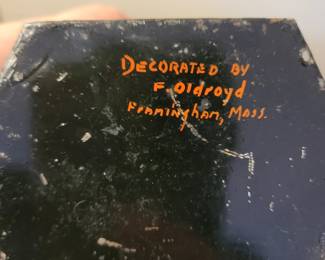 DECORATED BY
F. Oldroyd
Framingham, Mass.